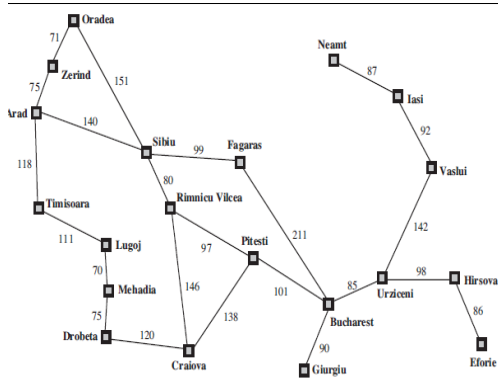 Oradea
71
Neamt
Zerind
87
151
75
Iasi
Arad
140
92
Sibiu
99
Fagaras
118
Vaslui
80
Timisoara
Rimnicu Vilcea
142
111
211
Lugoj
97
Pitesti
70
98
Hirsova
146
85
Mehadia
101
Urziceni
138
86
75
Bucharest
Drobeta
120
90
Eforie
Craiova
Giurgiu